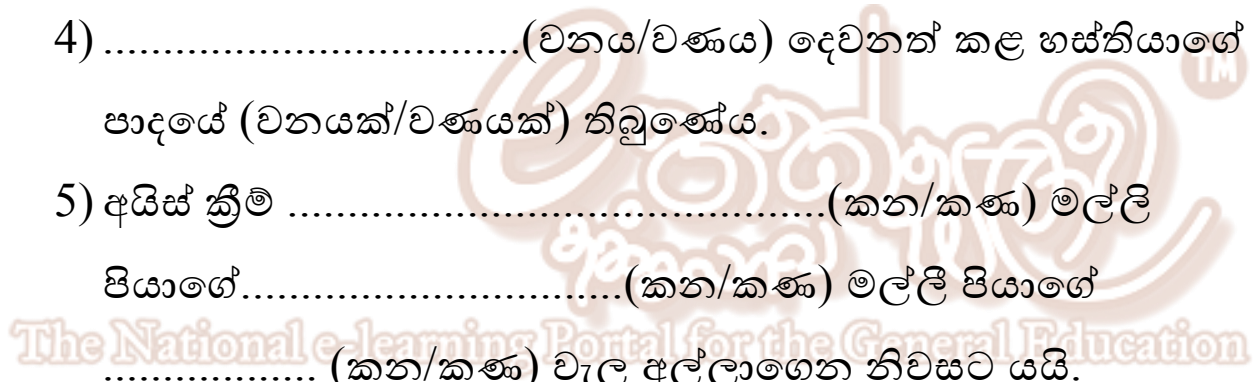 4) ...................................(වනය/වණය) දෙවනත් කළ හස්තියාගේ
පාදයේ (වනයක්/වණයක්) තිබුණේය.
5) අයිස් ක්‍රීම් .............................................(කන/කණ) මල්ලි
පියාගේ................................(කන/කණ) මල්ලී පියාගේ
.................. (කන/කණ) වැල අල්ලාගෙන නිවසට යයි.
The National e-learning Portal for the General Education
TM